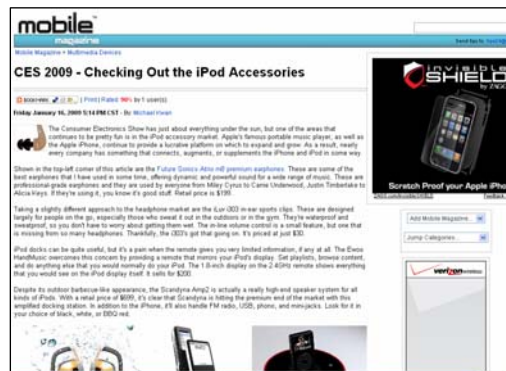 mobile
magazine
Mobile Magazine > Multimedia Devices
CES 2009 - Checking Out the iPod Accessories
BOOKMARK | Print | Rated 90% by 1 user(s).
Friday January 16, 2009 5:14 PM CST - By Michael Kwan
The Consumer Electronics Show has just about everything under the sun, but one of the areas that
continues to be pretty fun is in the iPod accessory market. Apple's famous portable music player, as well as
the Apple iPhone, continue to provide a lucrative platform on which to expand and grow. As a result, nearly
every company has something that connects, augments, or supplements the iPhone and iPod in some way.
Shown in the top-left corner of this article are the Future Sonics Atrio m8 premium earphones. These are some of the
best earphones that I have used in some time, offering dynamic and powerful sound for a wide range of music. These are
professional-grade earphones and they are used by everyone from Miley Cyrus to Carrie Underwood, Justin Timberlake to
Alicia Keys. If they're using it, you know it's good stuff. Retail price is $199.
Taking a slightly different approach to the headphone market are the iLuv i303 in-ear sports clips. These are designed
largely for people on the go, especially those who sweat it out in the outdoors or in the gym. They're waterproof and
sweatproof, so you don't have to worry about getting them wet. The in-line volume control is a small feature, but one that
is missing from so many headphones. Thankfully, the i303's got that going on. It's priced at just $30.
iPod docks can be quite useful, but it's a pain when the remote gives you very limited information, if any at all. The Ewoo
HandMusic overcomes this concern by providing a remote that mirrors your iPod's display. Set playlists, browse content,
and do anything else that you would normally do your iPod. The 1.8-inch display on the 2.4GHz remote shows everything
that you would see on the iPod display itself. It sells for $200.
Despite its outdoor barbecue-like appearance, the Scandyna Amp2 is actually a really high-end speaker system for all
kinds of iPods. With a retail price of $699, it's clear that Scandyna is hitting the premium end of the market with this
amplified docking station. In addition to the iPhone, it'll also handle FM radio, USB, phone, and mini-jacks. Look for it in
your choice of black, white, or BBQ red.
invisible
SHIELD
by ZAGG
Scratch Proof your Apple iPhone
Feedback
Add Mobile Magazine...
Jump Categories...
verizon wireless